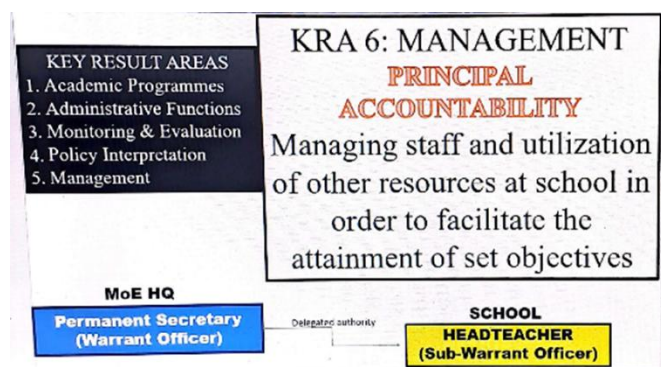 KEY RESULT AREAS
1. Academic Programmes
2. Administrative Functions
3. Monitoring & Evaluation
4. Policy Interpretation
5. Management
KRA 6: MANAGEMENT
PRINCIPAL
ACCOUNTABILITY
Managing staff and utilization
of other resources at school in
order to facilitate the
attainment of set objectives
MoE HQ
Permanent Secretary
(Warrant Officer)
Delegated authority
SCHOOL
HEADTEACHER
(Sub-Warrant Officer)